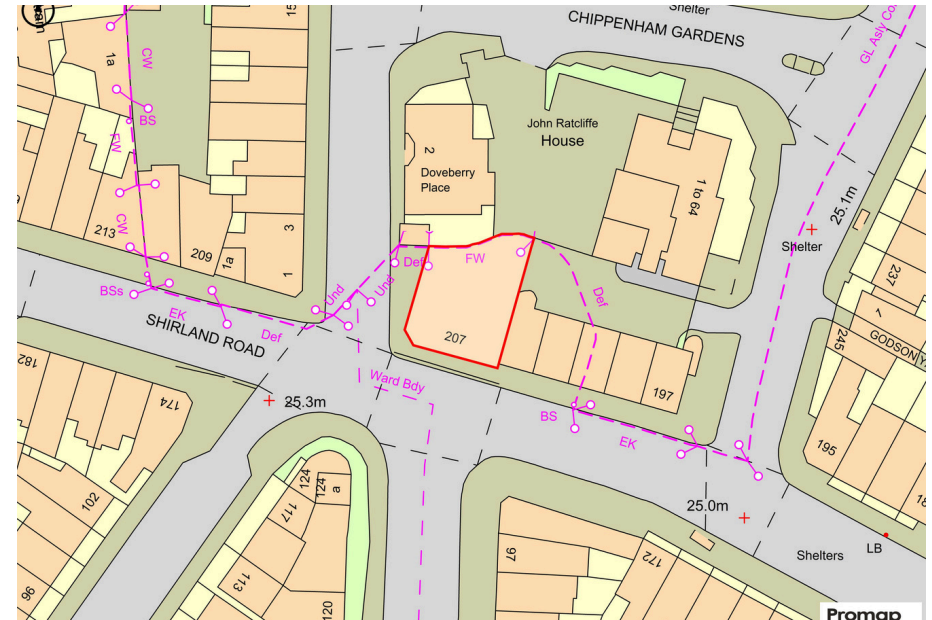 Shelter
CHIPPENHAM GARDENS
GL Asly Co
15
1a
CW
BS
FW
CW
213
209
1a
3
1
2
Doveberry
Place
John Ratcliffe
House
1 to 64
25.1m
Shelter
237
1
GODSON Y
245
195
BSs
EK
Def
SHIRLAND ROAD
Und
Und
Def
FW
Def
207
197
182
174
25.3m
Ward Bdy
BS
EK
25.0m
LB
Shelters
102
96
124
124
a
117
113
120
97
172
18
Promap